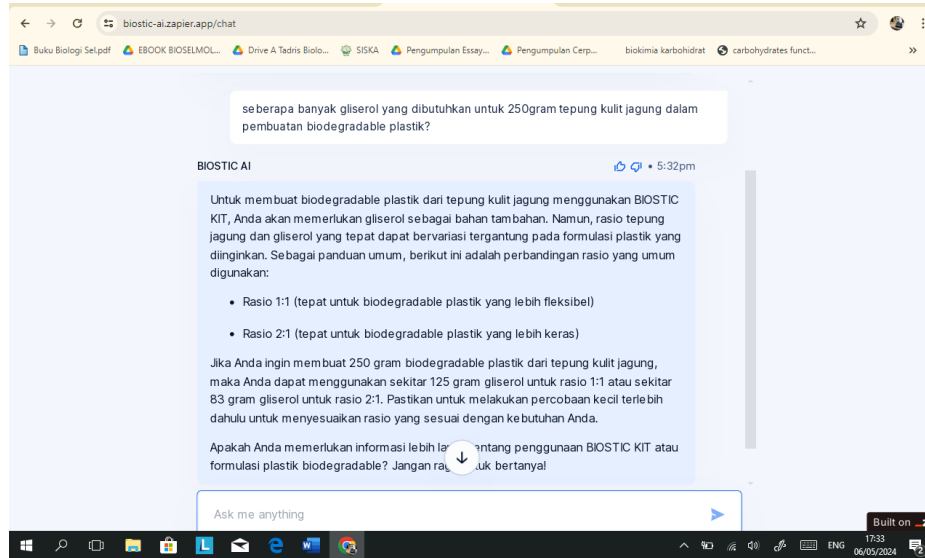 biostic-ai.zapier.app/chat
Buku Biologi Sel.pdf EBOOK BIOSELMOL... Drive A Tadris Biolo... SISKA Pengumpulan Essay... Pengumpulan Cerp... biokimia karbohidrat carbohydrates funct... »
seberapa banyak gliserol yang dibutuhkan untuk 250gram tepung kulit jagung dalam
pembuatan biodegradable plastik?
BIOSTIC AI • 5:32pm
Untuk membuat biodegradable plastik dari tepung kulit jagung menggunakan BIOSTIC
KIT, Anda akan memerlukan gliserol sebagai bahan tambahan. Namun, rasio tepung
jagung dan gliserol yang tepat dapat bervariasi tergantung pada formulasi plastik yang
diinginkan. Sebagai panduan umum, berikut ini adalah perbandingan rasio yang umum
digunakan:
• Rasio 1:1 (tepat untuk biodegradable plastik yang lebih fleksibel)
• Rasio 2:1 (tepat untuk biodegradable plastik yang lebih keras)
Jika Anda ingin membuat 250 gram biodegradable plastik dari tepung kulit jagung,
maka Anda dapat menggunakan sekitar 125 gram gliserol untuk rasio 1:1 atau sekitar
83 gram gliserol untuk rasio 2:1. Pastikan untuk melakukan percobaan kecil terlebih
dahulu untuk menyesuaikan rasio yang sesuai dengan kebutuhan Anda.
Apakah Anda memerlukan informasi lebih penggunaan BIOSTIC KIT atau
formulasi plastik biodegradable? Jangan bertanya!
Ask me anything
Built on
ENG 17:33
06/05/2024